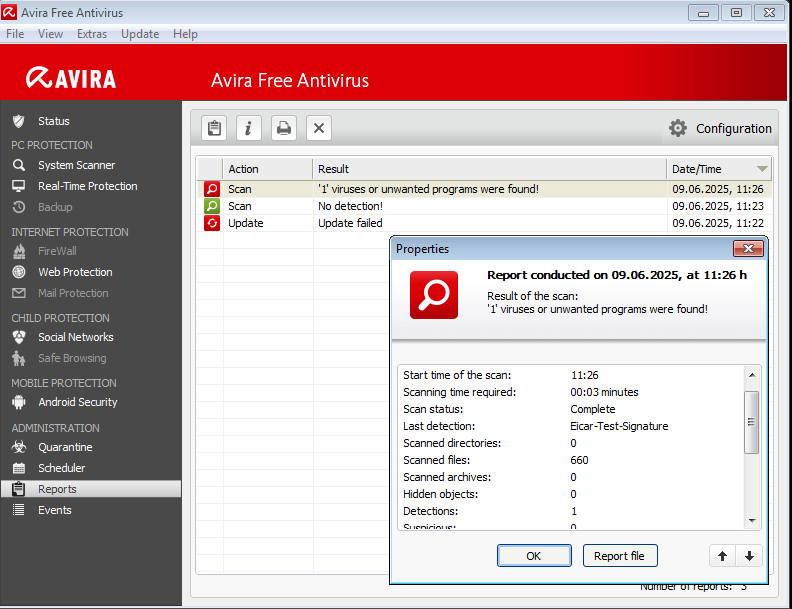 Avira Free Antivirus
File View Extras Update Help
AVIRA
Avira Free Antivirus
Status
PC PROTECTION
System Scanner
Real-Time Protection
Backup
INTERNET PROTECTION
FireWall
Web Protection
Mail Protection
CHILD PROTECTION
Social Networks
Safe Browsing
MOBILE PROTECTION
Android Security
ADMINISTRATION
Quarantine
Scheduler
Reports
Events
Configuration
Action Result Date/Time
Scan '1' viruses or unwanted programs were found! 09.06.2025, 11:26
Scan No detection! 09.06.2025, 11:23
Update Update failed 09.06.2025, 11:22
Properties
Report conducted on 09.06.2025, at 11:26 h
Result of the scan:
'1' viruses or unwanted programs were found!
Start time of the scan: 11:26
Scanning time required: 00:03 minutes
Scan status: Complete
Last detection: Eicar-Test-Signature
Scanned directories: 0
Scanned files: 660
Scanned archives: 0
Hidden objects: 0
Detections: 1
Suspicious: 0
OK Report file
Number of reports: 3